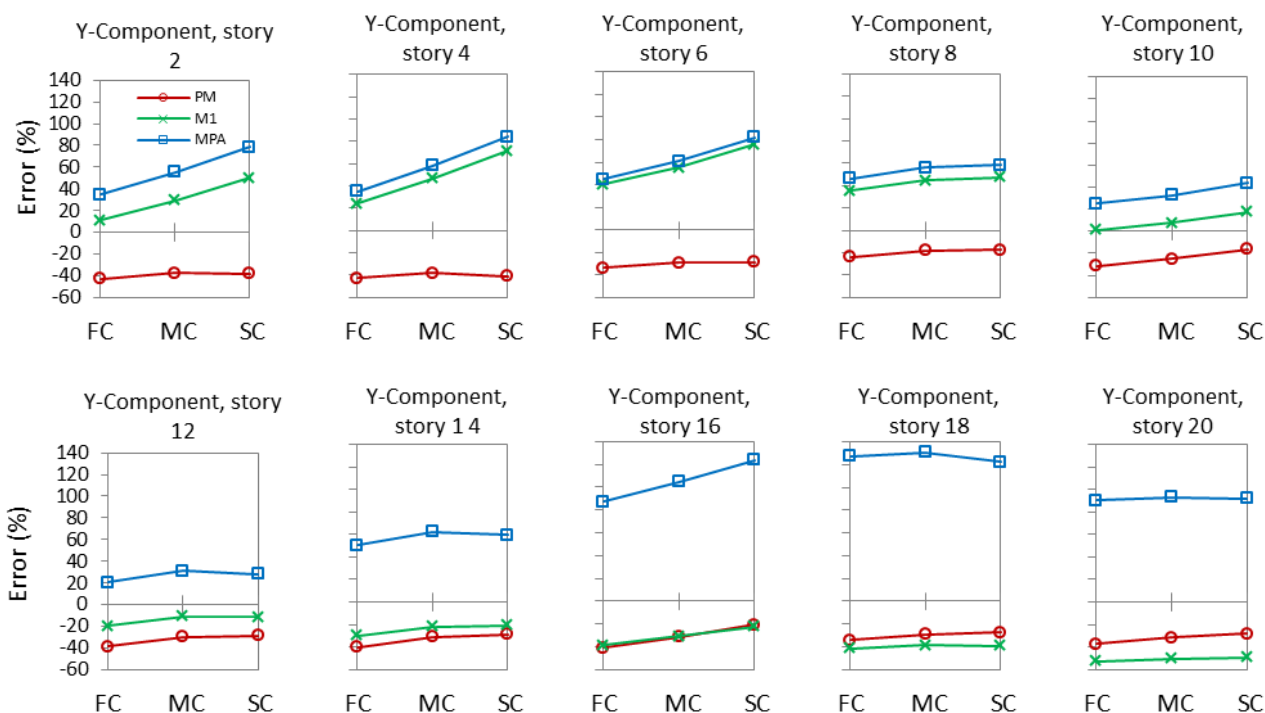 Y-Component, story
2
Y-Component,
story 4
Y-Component,
story 6
Y-Component,
story 8
Y-Component,
story 10
140
120
100
80
60
40
20
0
-20
-40
-60
Error (%)
PM
M1
MPA
FC MC SC
FC MC SC
FC MC SC
FC MC SC
FC MC SC
Y-Component, story
12
Y-Component,
story 1 4
Y-Component,
story 16
Y-Component,
story 18
Y-Component,
story 20
140
120
100
80
60
40
20
0
-20
-40
-60
Error (%)
FC MC SC
FC MC SC
FC MC SC
FC MC SC
FC MC SC